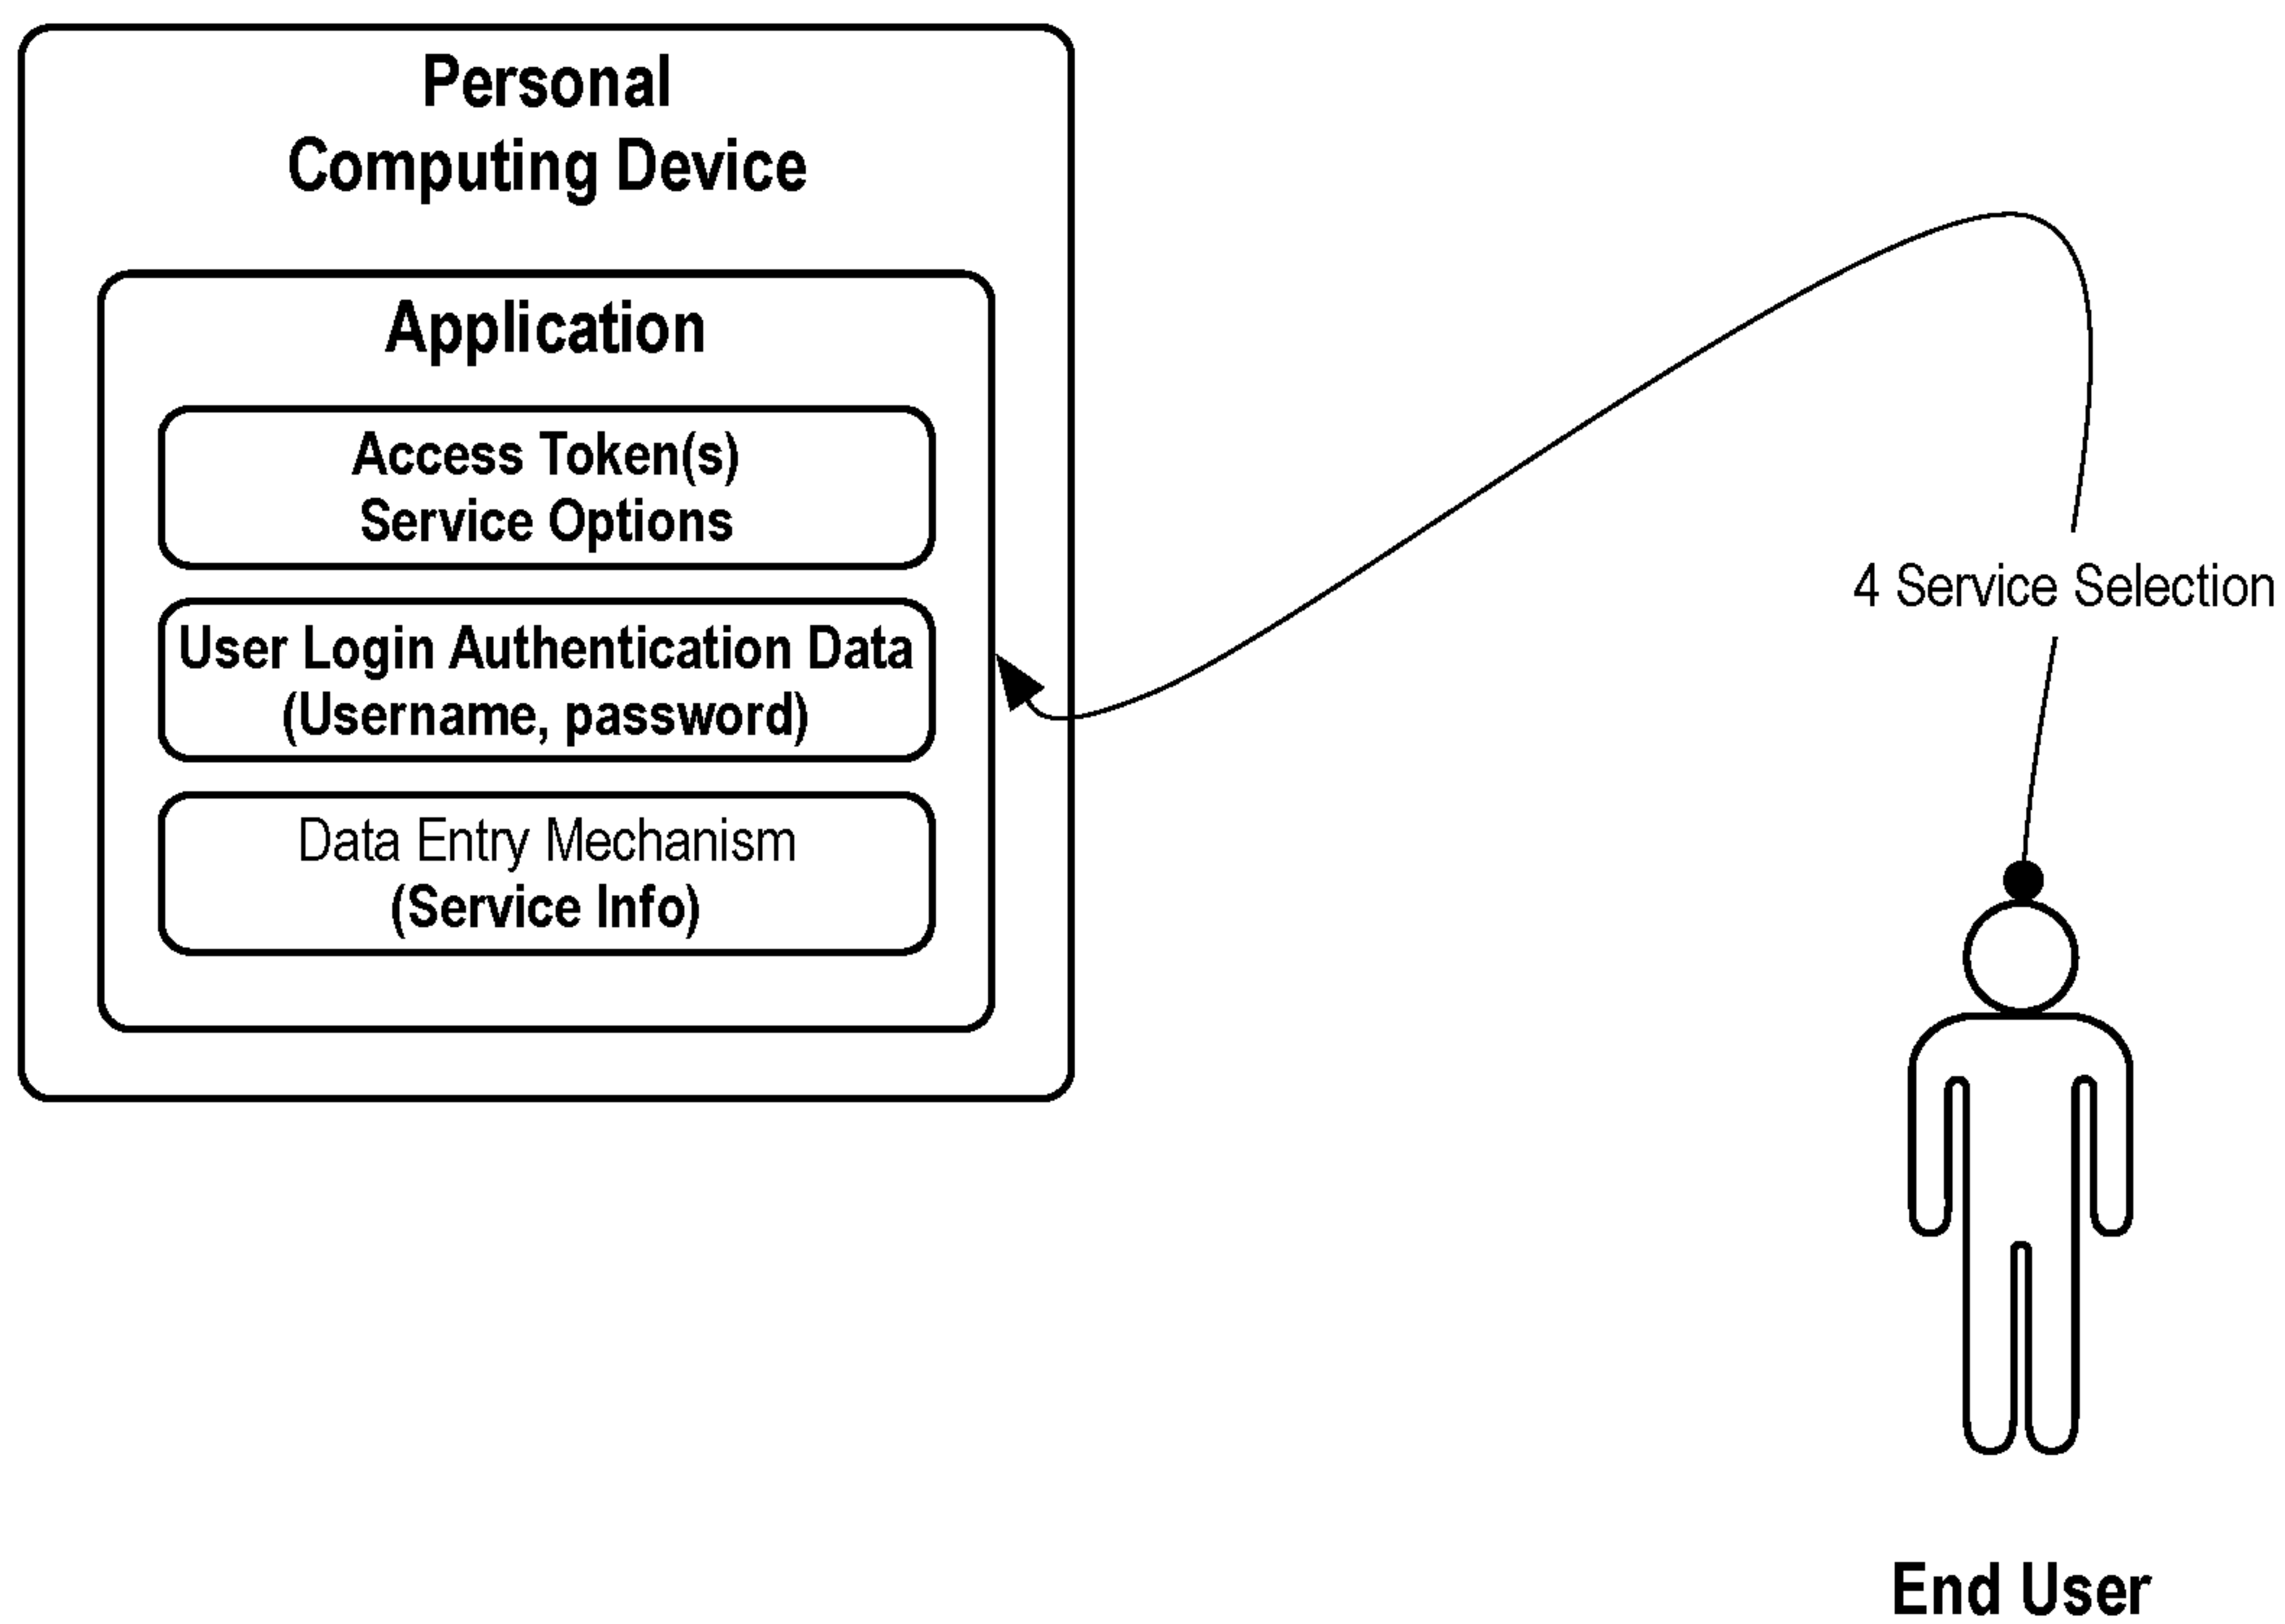 Personal
Computing Device
Application
Access Token(s)
Service Options
User Login Authentication Data
(Username, password)
Data Entry Mechanism
(Service Info)
4 Service Selection
End User